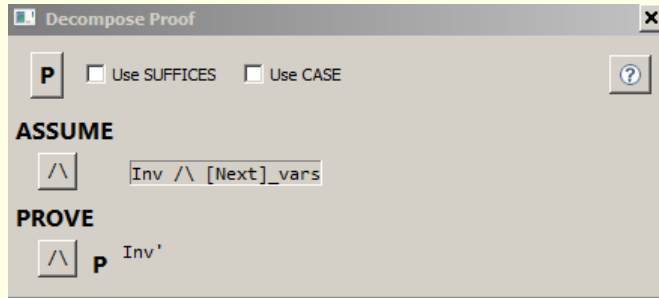 Decompose Proof
P Use SUFFICES Use CASE ?
ASSUME
/\ Inv /\ [Next]_vars
PROVE
/\ P Inv'